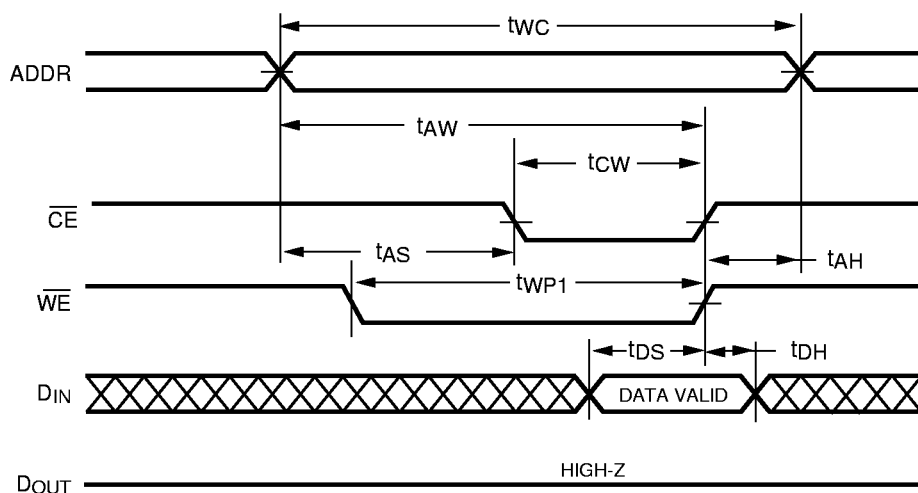 tWC
ADDR
tAW
tCW
CE
tAS
tAH
tWP1
WE
tDS
tDH
DIN
DATA VALID
HIGH-Z
DOUT